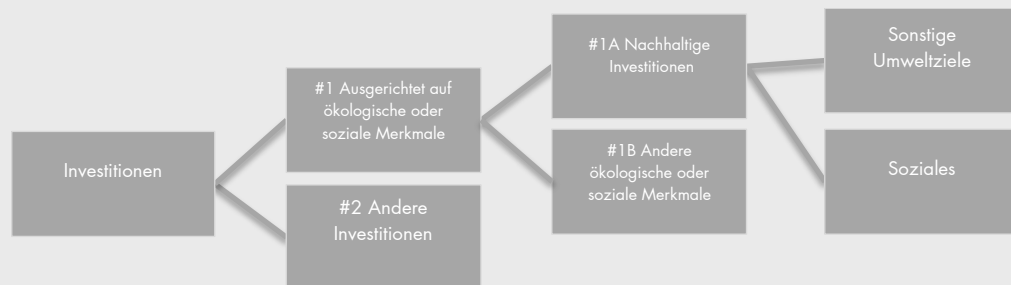 Investitionen
#1 Ausgerichtet auf
ökologische oder
soziale Merkmale
#2 Andere
Investitionen
#1A Nachhaltige
Investitionen
#1B Andere
ökologische oder
soziale Merkmale
Sonstige
Umweltziele
Soziales